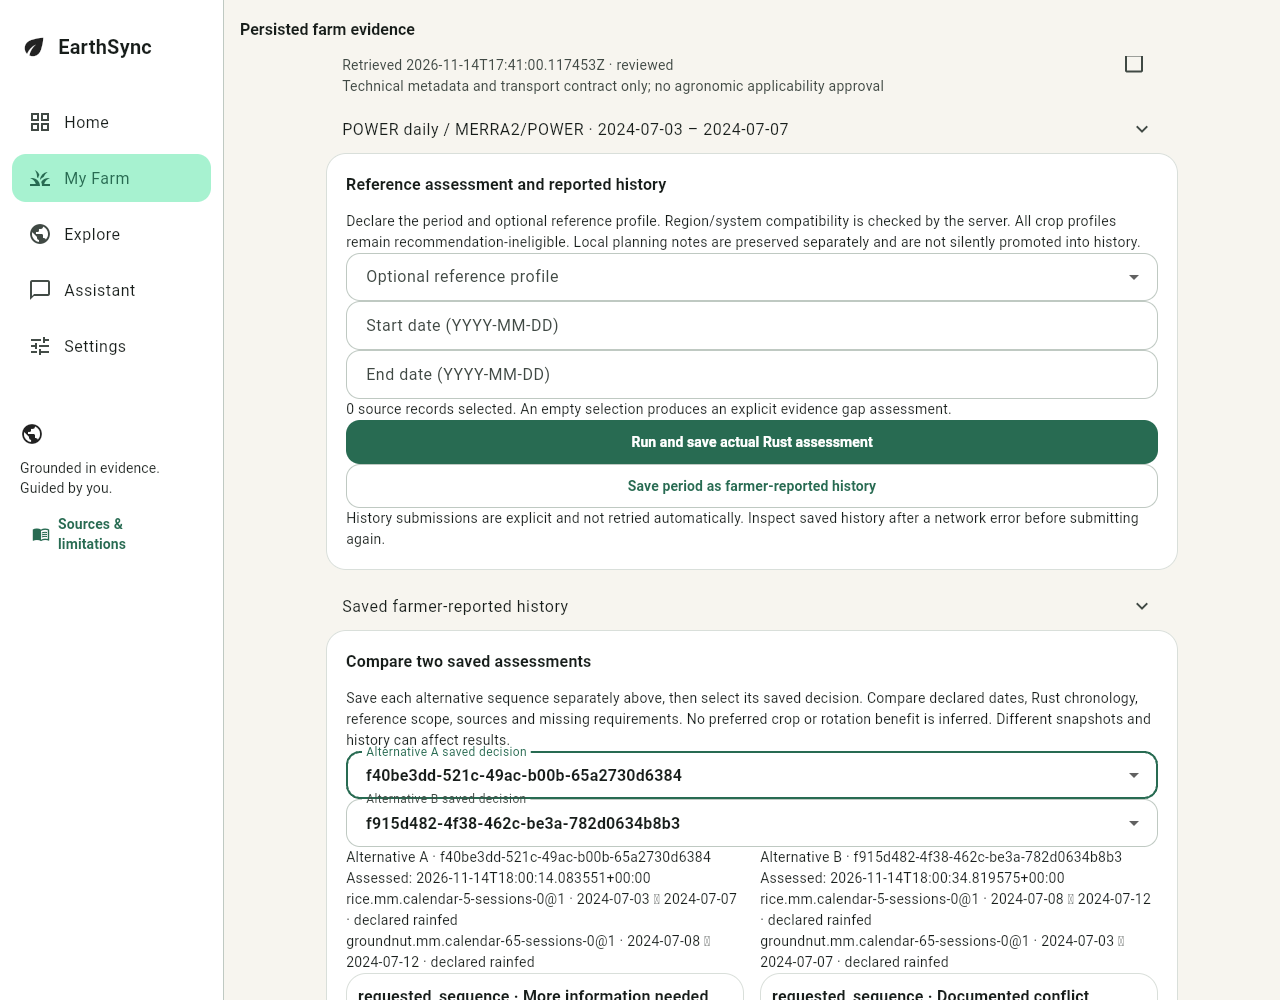 EarthSync
Home
My Farm
Explore
Assistant
Settings
Grounded in evidence.
Guided by you.
Sources &
limitations
Persisted farm evidence
Retrieved 2026-11-14T17:41:00.117453Z · reviewed
Technical metadata and transport contract only; no agronomic applicability approval
POWER daily / MERRA2/POWER · 2024-07-03 – 2024-07-07
Reference assessment and reported history
Declare the period and optional reference profile. Region/system compatibility is checked by the server. All crop profiles
remain recommendation-ineligible. Local planning notes are preserved separately and are not silently promoted into history.
Optional reference profile
Start date (YYYY-MM-DD)
End date (YYYY-MM-DD)
0 source records selected. An empty selection produces an explicit evidence gap assessment.
Run and save actual Rust assessment
Save period as farmer-reported history
History submissions are explicit and not retried automatically. Inspect saved history after a network error before submitting
again.
Saved farmer-reported history
Compare two saved assessments
Save each alternative sequence separately above, then select its saved decision. Compare declared dates, Rust chronology,
reference scope, sources and missing requirements. No preferred crop or rotation benefit is inferred. Different snapshots and
history can affect results.
Alternative A saved decision
f40be3dd-521c-49ac-b00b-65a2730d6384
Alternative B saved decision
f915d482-4f38-462c-be3a-782d0634b8b3
Alternative A · f40be3dd-521c-49ac-b00b-65a2730d6384
Assessed: 2026-11-14T18:00:14.083551+00:00
rice.mm.calendar-5-sessions-0@1 · 2024-07-03 2024-07-07
· declared rainfed
groundnut.mm.calendar-65-sessions-0@1 · 2024-07-08
2024-07-12 · declared rainfed
requested_sequence · More information needed
Alternative B · f915d482-4f38-462c-be3a-782d0634b8b3
Assessed: 2026-11-14T18:00:34.819575+00:00
rice.mm.calendar-5-sessions-0@1 · 2024-07-08 2024-07-12
· declared rainfed
groundnut.mm.calendar-65-sessions-0@1 · 2024-07-03
2024-07-07 · declared rainfed
requested_sequence · Documented conflict